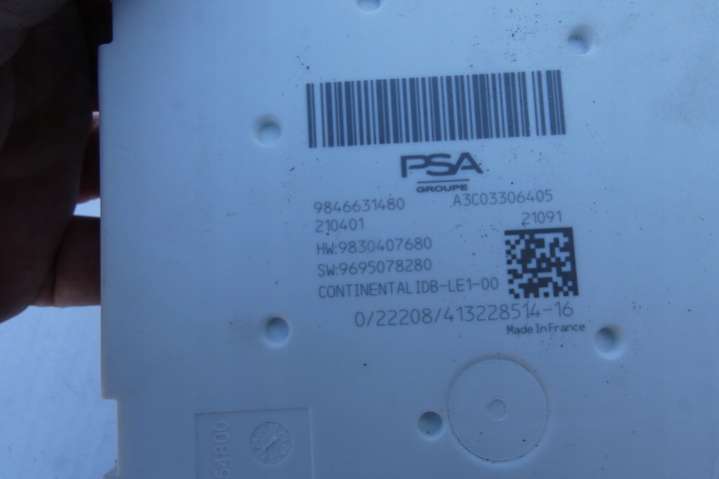 PSA
GROUPE
9846631480 A3C03306405
210401 21091
HW:9830407680
SW:9695078280
CONTINENTAL IDB-LE1-00
0/22208/413228514-16
Made In France